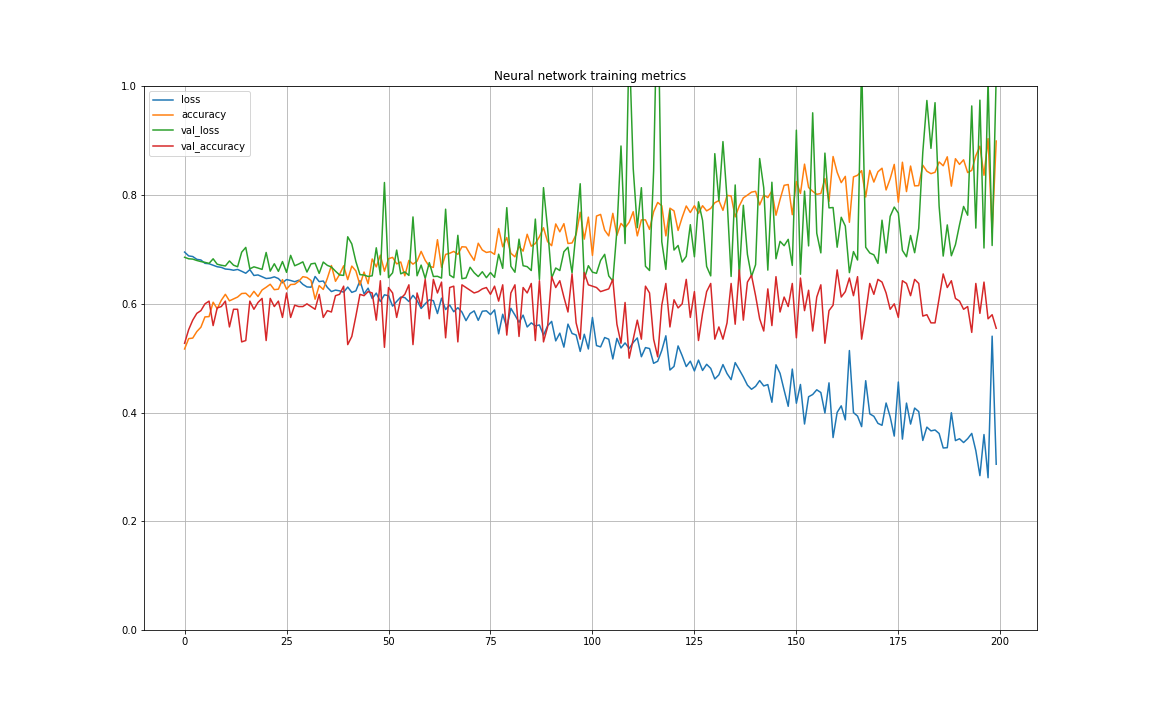 Neural network training metrics
1.0
loss
accuracy
val_loss
val_accuracy
0.8
0.6
0.4
0.2
0.0
0 25 50 75 100 125 150 175 200